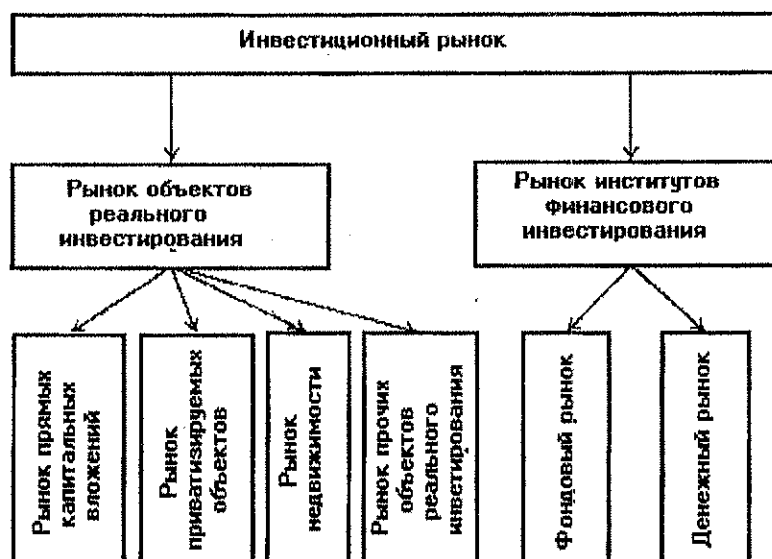 Инвестиционный рынок
Рынок объектов
реального
инвестирования
Рынок институтов
финансового
инвестирования
Рынок прямых
капитальных
вложений
Рынок
приватизируемых
объектов
Рынок
недвижимости
Рынок прочих
объектов
реального
инвестирования
Фондовый рынок
Денежный рынок